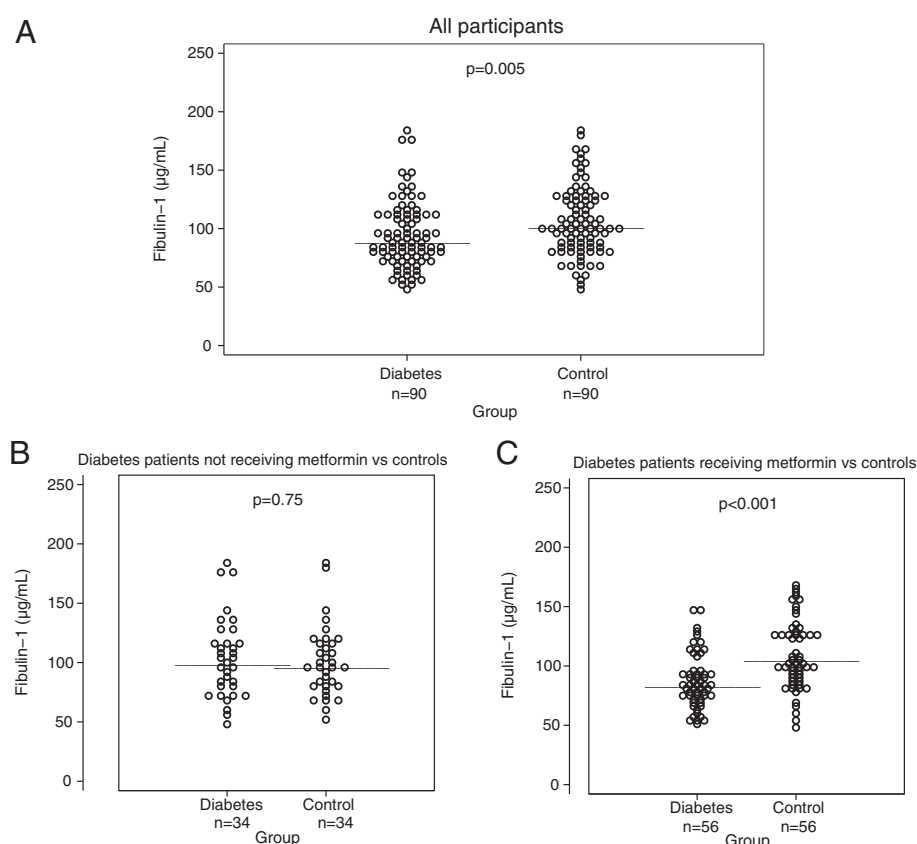 A
All participants
p=0.005
250
200
150
100
50
0
Fibulin−1 (µg/mL)
Diabetes
n=90
Control
n=90
Group
B
Diabetes patients not receiving metformin vs controls
p=0.75
250
200
150
100
50
0
Fibulin−1 (µg/mL)
Diabetes
n=34
Control
n=34
Group
C
Diabetes patients receiving metformin vs controls
p<0.001
250
200
150
100
50
0
Fibulin−1 (µg/mL)
Diabetes
n=56
Control
n=56
Group